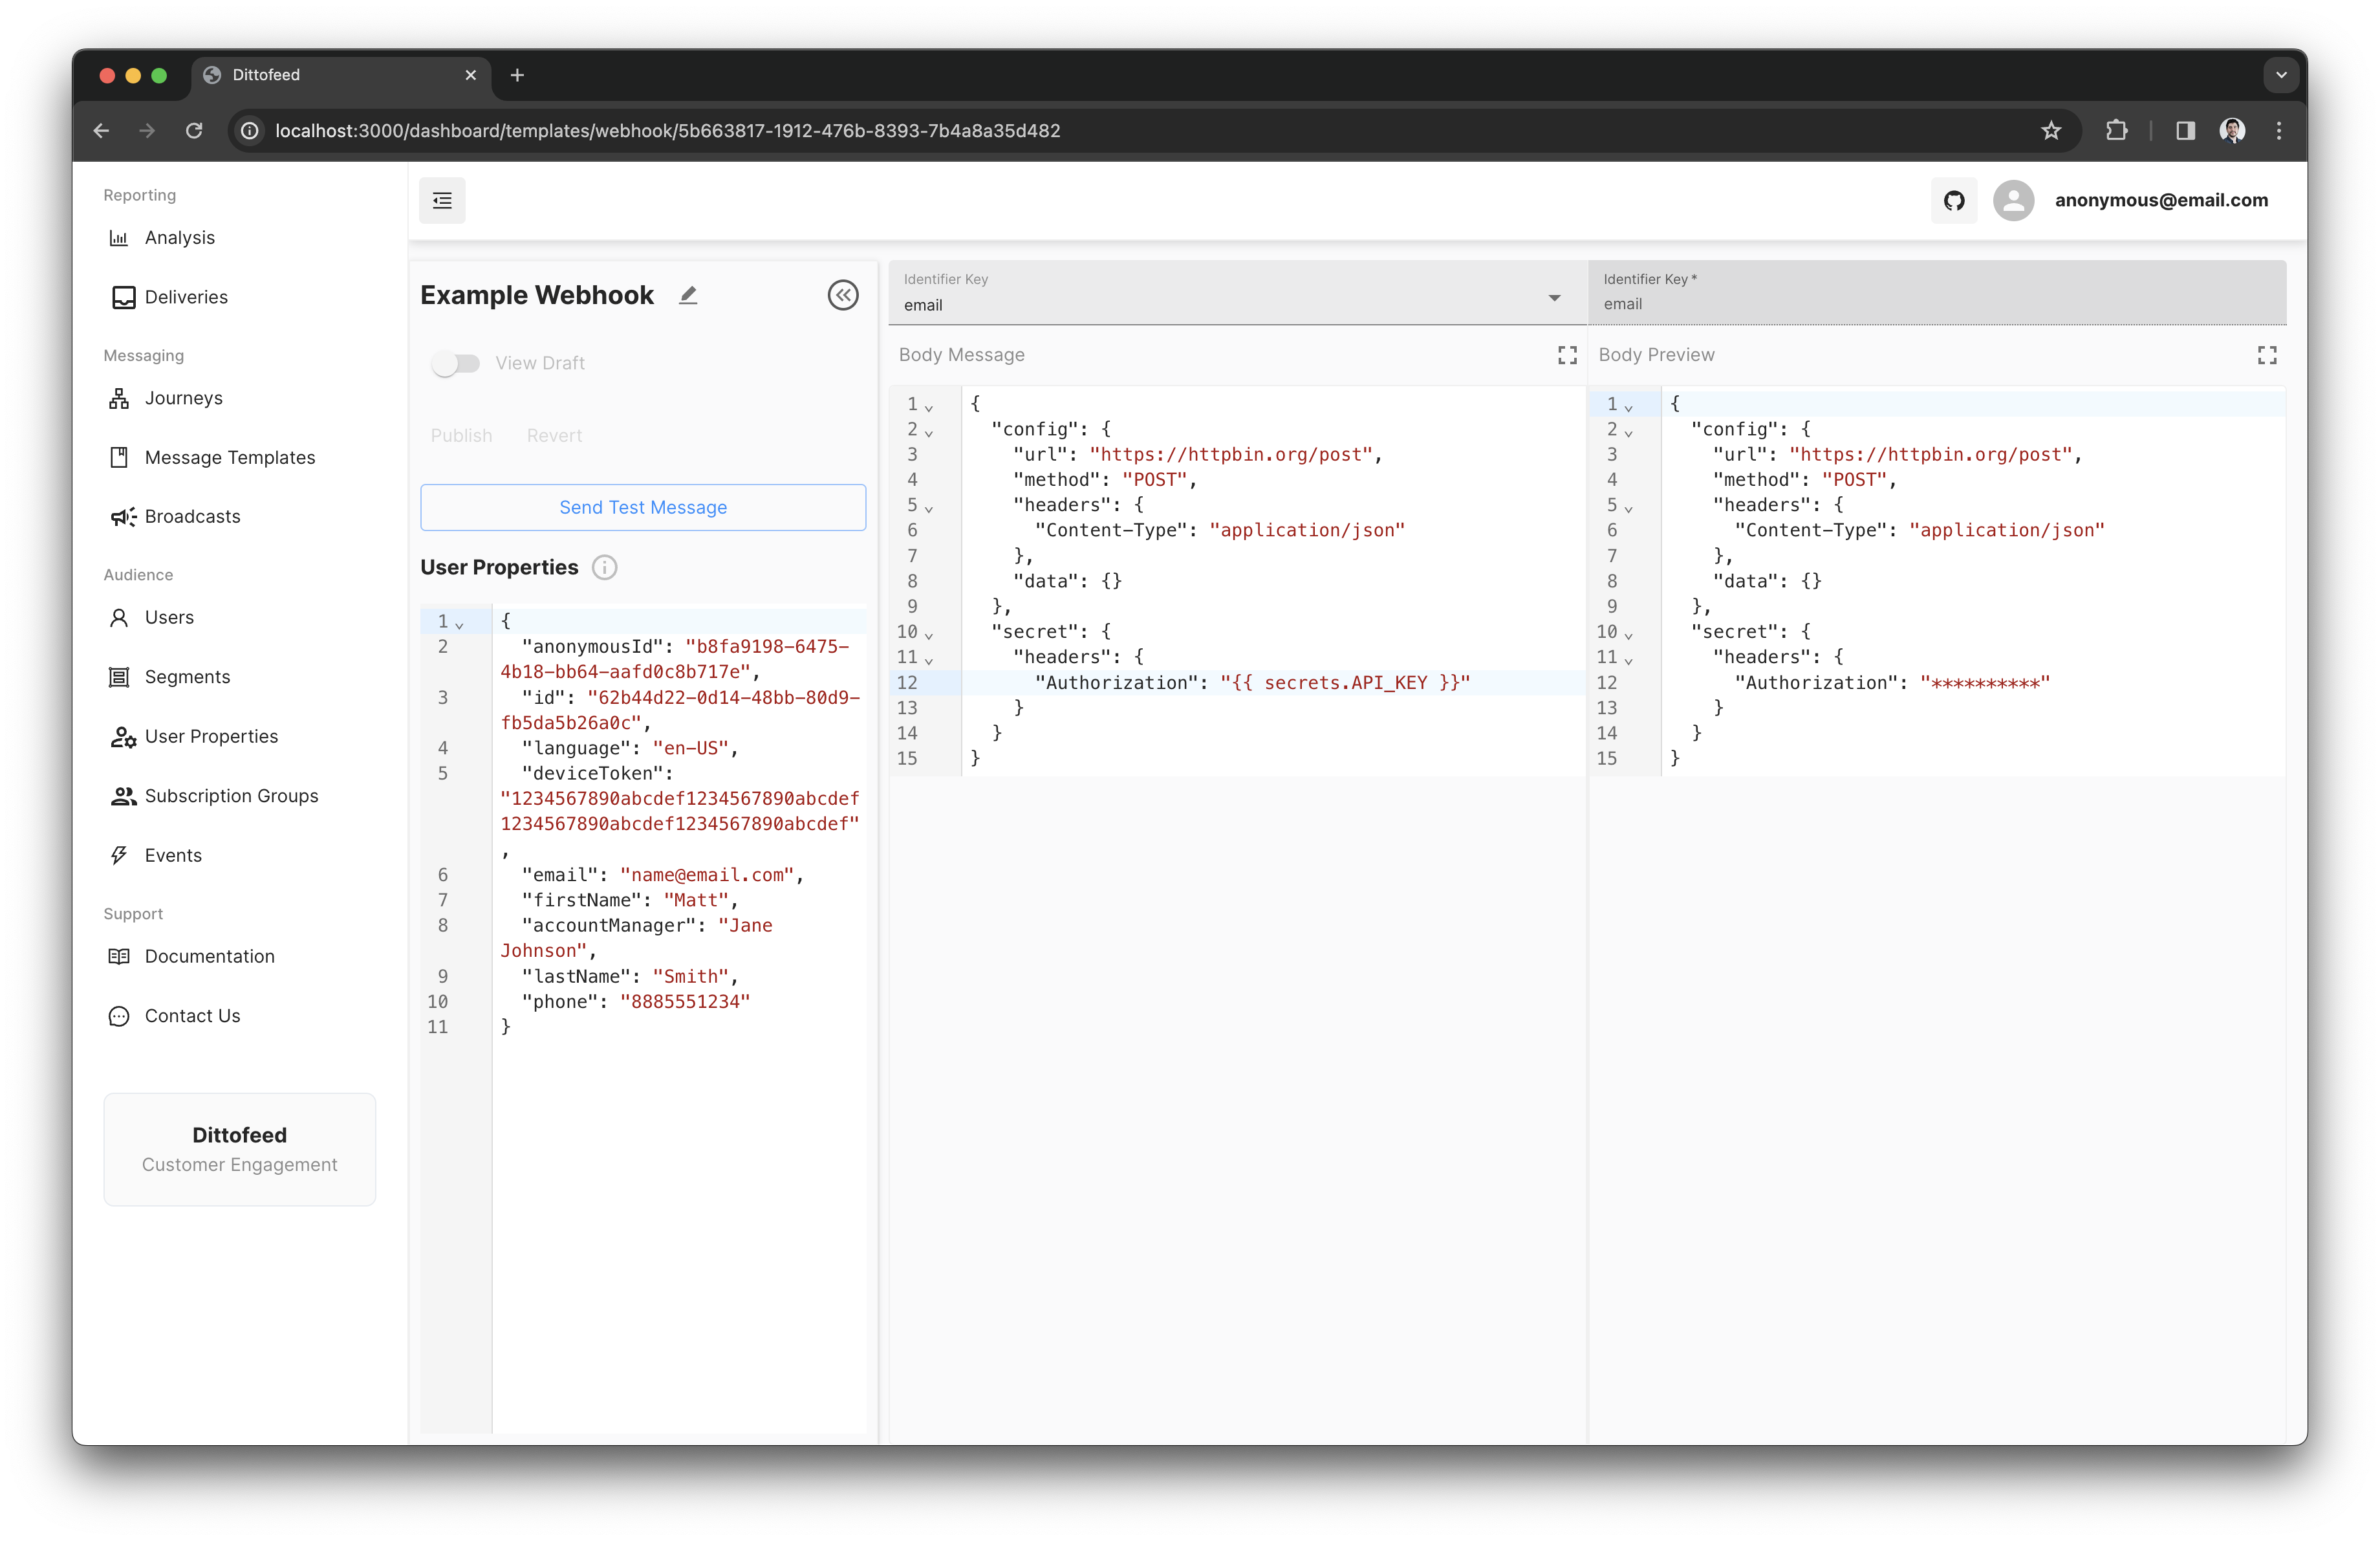 Dittofeed
localhost:3000/dashboard/templates/webhook/5b663817-1912-476b-8393-7b4a8a35d482
Reporting
Analysis
Deliveries
Messaging
Journeys
Message Templates
Broadcasts
Audience
Users
Segments
User Properties
Subscription Groups
Events
Support
Documentation
Contact Us
Dittofeed
Customer Engagement
anonymous@email.com
Example Webhook
View Draft
Publish Revert
Send Test Message
User Properties
1 {
2 "anonymousId": "b8fa9198-6475-
4b18-bb64-aafd0c8b717e",
3 "id": "62b44d22-0d14-48bb-80d9-
fb5da5b26a0c",
4 "language": "en-US",
5 "deviceToken":
"1234567890abcdef1234567890abcdef
1234567890abcdef1234567890abcdef"
,
6 "email": "name@email.com",
7 "firstName": "Matt",
8 "accountManager": "Jane
Johnson",
9 "lastName": "Smith",
10 "phone": "8885551234"
11 }
Identifier Key
email
Body Message
1 {
2 "config": {
3 "url": "https://httpbin.org/post",
4 "method": "POST",
5 "headers": {
6 "Content-Type": "application/json"
7 },
8 "data": {}
9 },
10 "secret": {
11 "headers": {
12 "Authorization": "{{ secrets.API_KEY }}"
13 }
14 }
15 }
Identifier Key *
email
Body Preview
1 {
2 "config": {
3 "url": "https://httpbin.org/post",
4 "method": "POST",
5 "headers": {
6 "Content-Type": "application/json"
7 },
8 "data": {}
9 },
10 "secret": {
11 "headers": {
12 "Authorization": "**********"
13 }
14 }
15 }